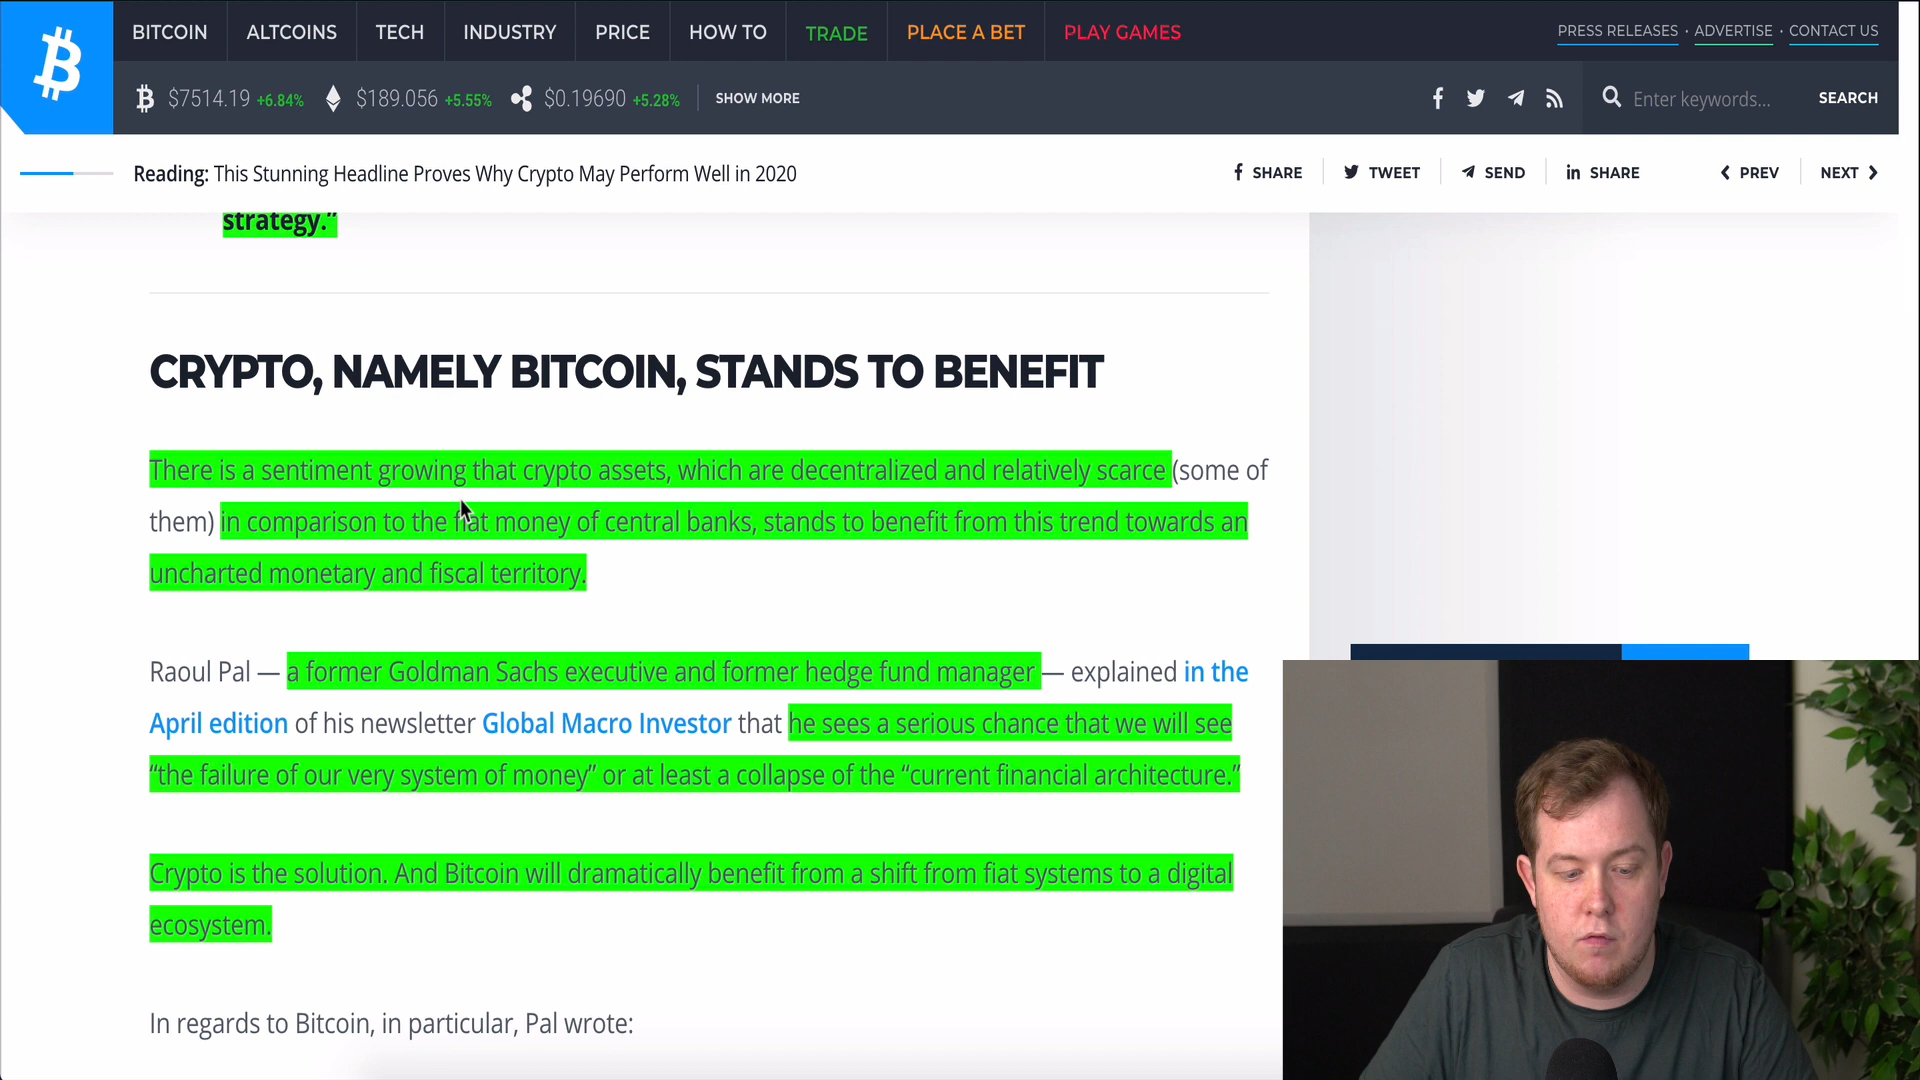 BITCOIN ALTCOINS TECH INDUSTRY PRICE HOW TO TRADE PLACE A BET PLAY GAMES PRESS RELEASES · ADVERTISE · CONTACT US
$7514.19 +6.84% $189.056 +5.55% $0.19690 +5.28% SHOW MORE Enter keywords... SEARCH
Reading: This Stunning Headline Proves Why Crypto May Perform Well in 2020 SHARE TWEET SEND SHARE PREV NEXT
strategy.”
CRYPTO, NAMELY BITCOIN, STANDS TO BENEFIT
There is a sentiment growing that crypto assets, which are decentralized and relatively scarce (some of
them) in comparison to the fiat money of central banks, stands to benefit from this trend towards an
uncharted monetary and fiscal territory.
Raoul Pal — a former Goldman Sachs executive and former hedge fund manager — explained in the
April edition of his newsletter Global Macro Investor that he sees a serious chance that we will see
“the failure of our very system of money” or at least a collapse of the “current financial architecture.”
Crypto is the solution. And Bitcoin will dramatically benefit from a shift from fiat systems to a digital
ecosystem.
In regards to Bitcoin, in particular, Pal wrote: